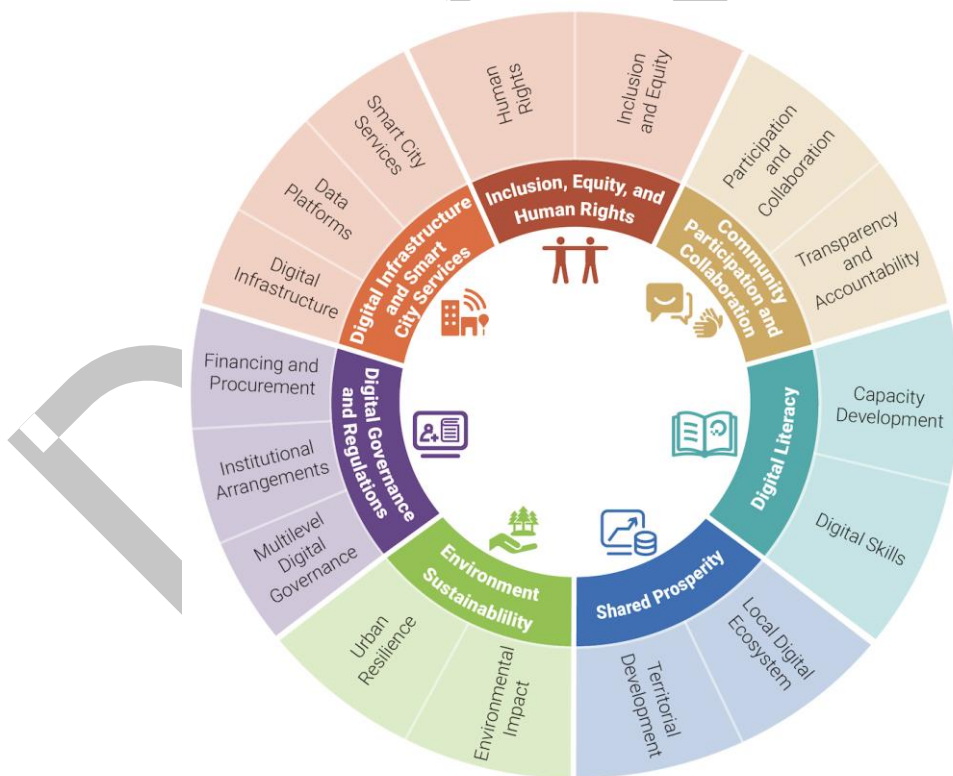 Human
Rights
Inclusion
and Equity
Participation
and
Collaboration
Transparency
and
Accountability
Capacity
Development
Digital Skills
Local Digital
Ecosystem
Territorial
Development
Environmental
Impact
Urban
Resilience
Multilevel
Digital
Governance
Institutional
Arrangements
Financing and
Procurement
Digital
Infrastructure
Data
Platforms
Smart City
Services
Inclusion, Equity, and
Human Rights
Community
Participation and
Collaboration
Digital Literacy
Shared Prosperity
Environment
Sustainablility
Digital Governance
and Regulations
Digital Infrastructure
and Smart
City Services